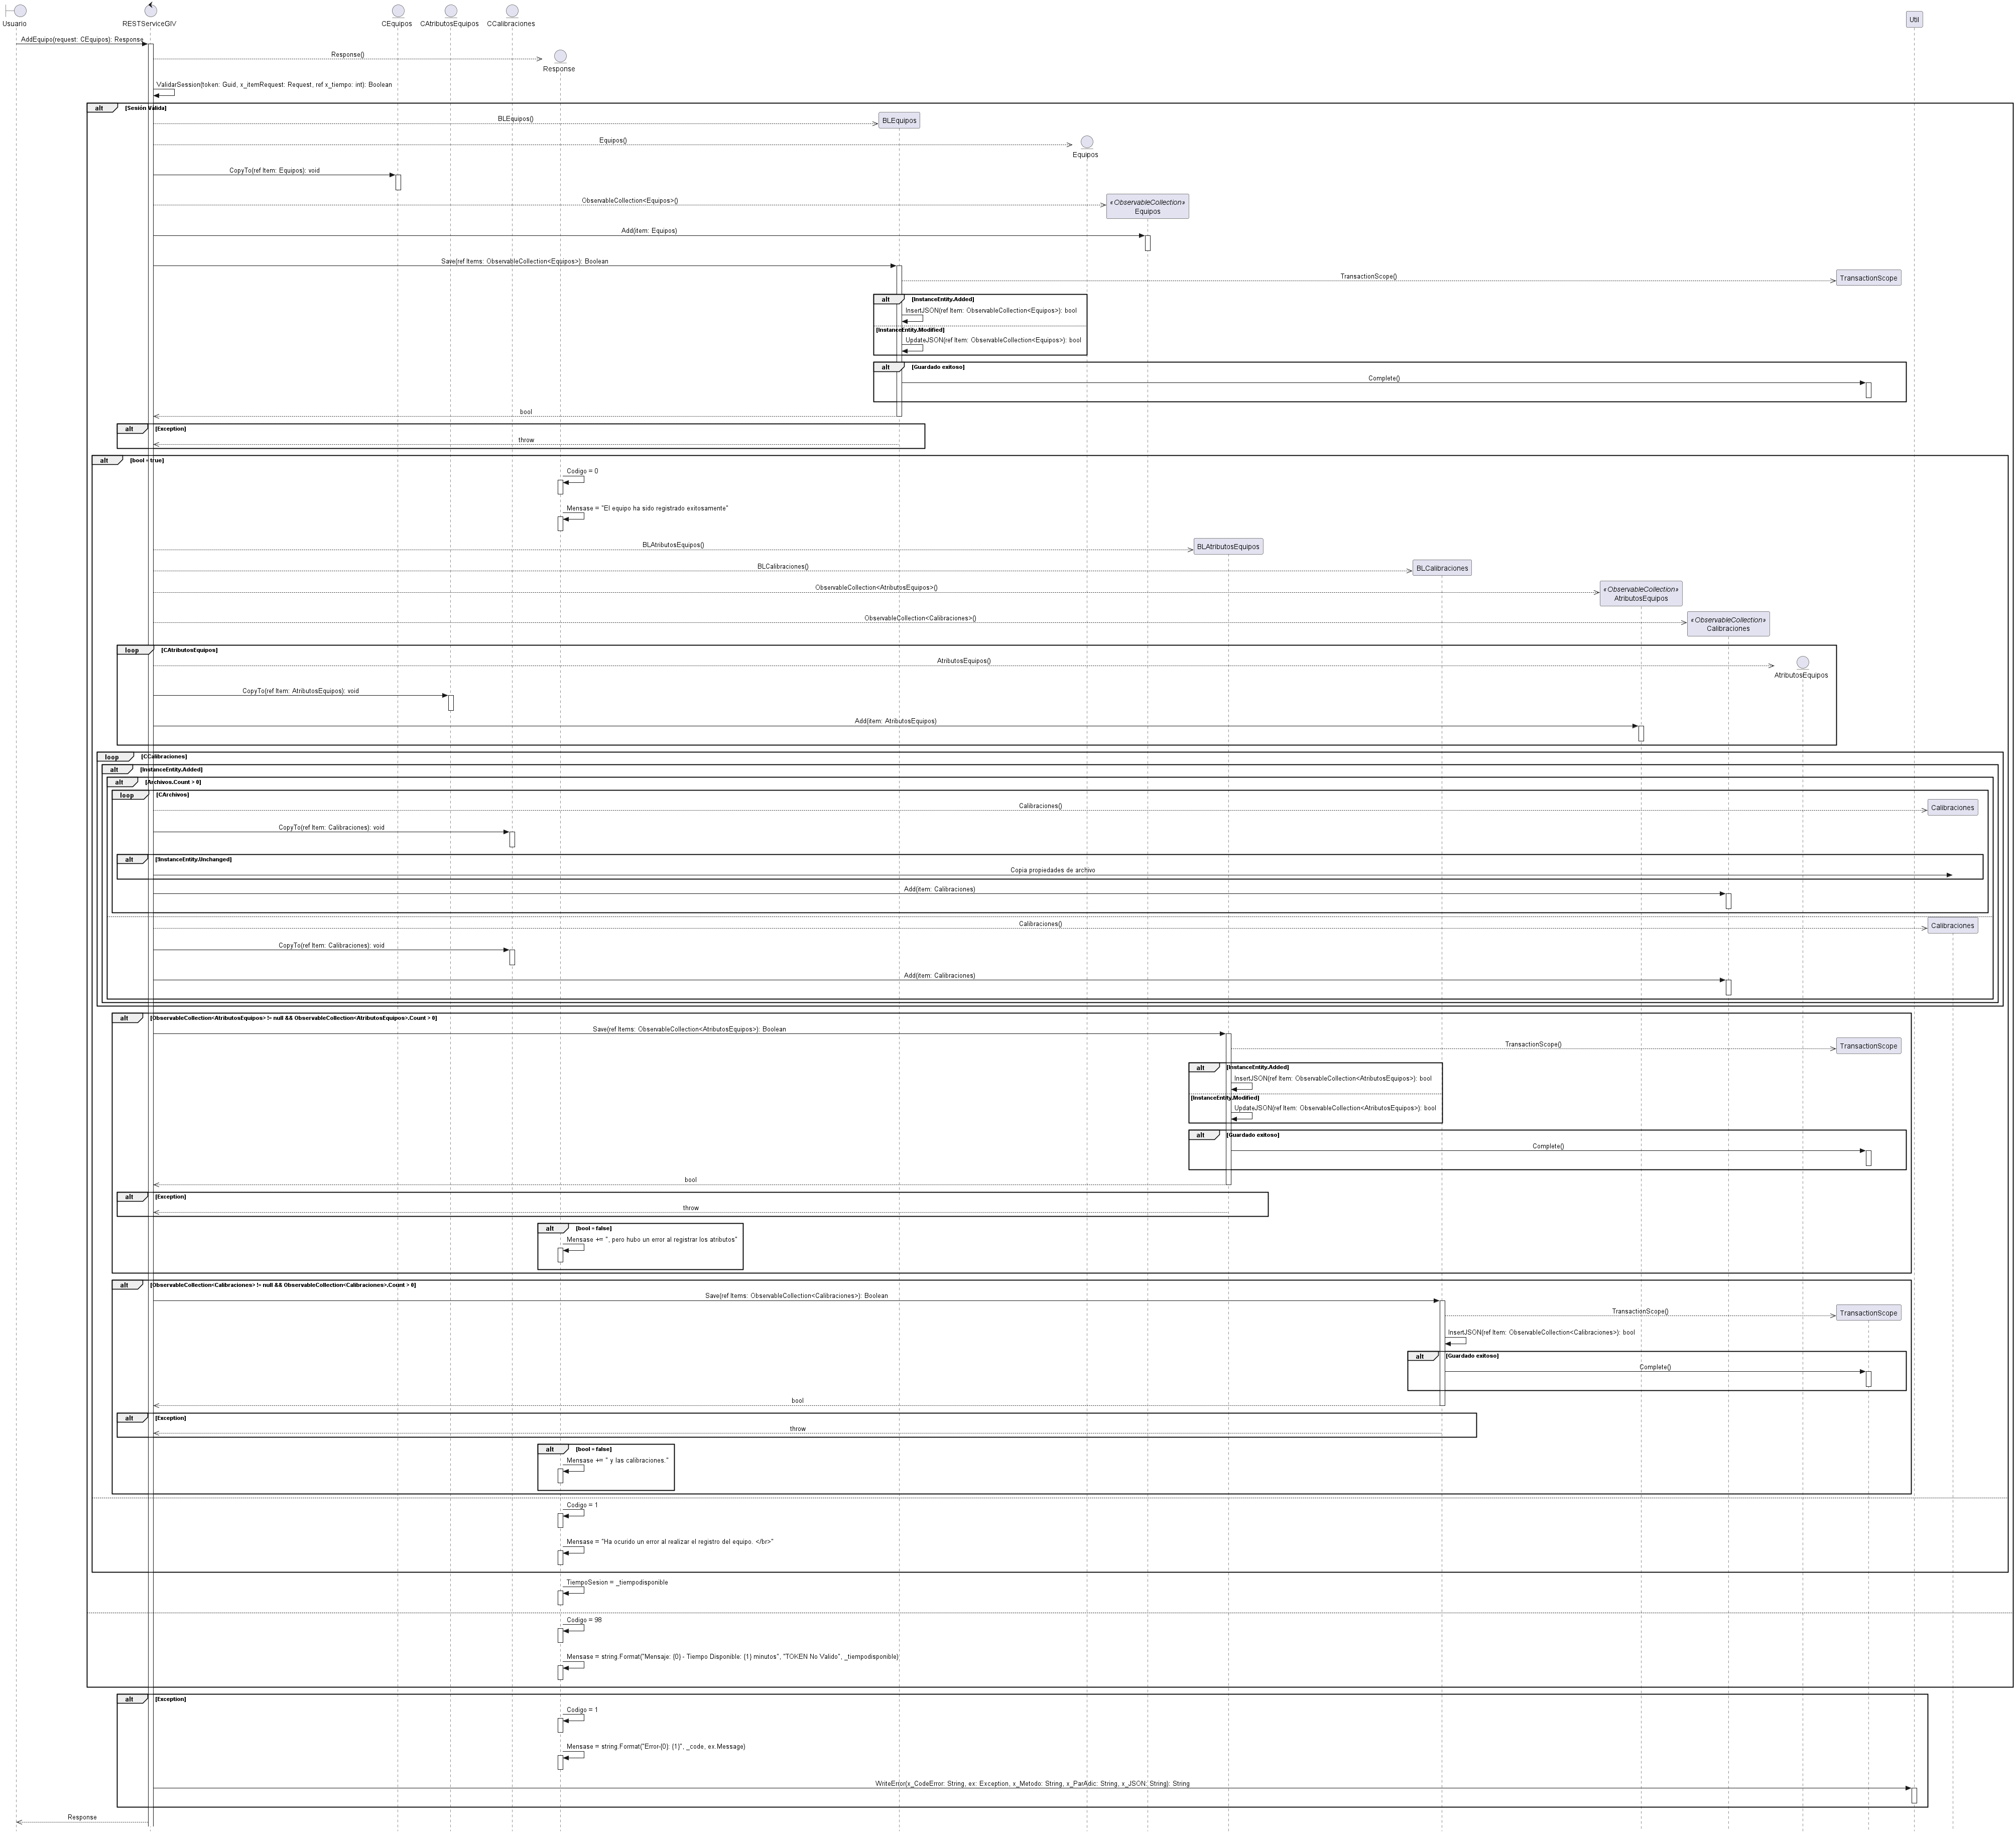 Usuario
RESTServiceGIV
CEquipos
CAtributosEquipos
CCalibraciones
Util
AddEquipo(request: CEquipos): Response
Response()
Response
ValidarSession(token: Guid, x_itemRequest: Request, ref x_tiempo: int): Boolean
alt [Sesión Válida]
BLEquipos()
BLEquipos
Equipos()
Equipos
CopyTo(ref Item: Equipos): void
ObservableCollection<Equipos>()
«ObservableCollection»
Equipos
Add(item: Equipos)
Save(ref Items: ObservableCollection<Equipos>): Boolean
TransactionScope()
TransactionScope
alt [InstanceEntity.Added]
InsertJSON(ref Item: ObservableCollection<Equipos>): bool
[InstanceEntity.Modified]
UpdateJSON(ref Item: ObservableCollection<Equipos>): bool
alt [Guardado exitoso]
Complete()
bool
alt [Exception]
throw
alt [bool = true]
Codigo = 0
Mensase = "El equipo ha sido registrado exitosamente"
BLAtributosEquipos()
BLAtributosEquipos
BLCalibraciones()
BLCalibraciones
ObservableCollection<AtributosEquipos>()
«ObservableCollection»
AtributosEquipos
ObservableCollection<Calibraciones>()
«ObservableCollection»
Calibraciones
loop [CAtributosEquipos]
AtributosEquipos()
AtributosEquipos
CopyTo(ref Item: AtributosEquipos): void
Add(item: AtributosEquipos)
loop [CCalibraciones]
alt [InstanceEntity.Added]
alt [Archivos.Count > 0]
loop [CArchivos]
Calibraciones()
Calibraciones
CopyTo(ref Item: Calibraciones): void
alt [!InstanceEntity.Unchanged]
Copia propiedades de archivo
Add(item: Calibraciones)
Calibraciones()
Calibraciones
CopyTo(ref Item: Calibraciones): void
Add(item: Calibraciones)
alt [ObservableCollection<AtributosEquipos> != null && ObservableCollection<AtributosEquipos>.Count > 0]
Save(ref Items: ObservableCollection<AtributosEquipos>): Boolean
TransactionScope()
TransactionScope
alt [InstanceEntity.Added]
InsertJSON(ref Item: ObservableCollection<AtributosEquipos>): bool
[InstanceEntity.Modified]
UpdateJSON(ref Item: ObservableCollection<AtributosEquipos>): bool
alt [Guardado exitoso]
Complete()
bool
alt [Exception]
throw
alt [bool = false]
Mensase += ", pero hubo un error al registrar los atributos"
alt [ObservableCollection<Calibraciones> != null && ObservableCollection<Calibraciones>.Count > 0]
Save(ref Items: ObservableCollection<Calibraciones>): Boolean
TransactionScope()
TransactionScope
InsertJSON(ref Item: ObservableCollection<Calibraciones>): bool
alt [Guardado exitoso]
Complete()
bool
alt [Exception]
throw
alt [bool = false]
Mensase += " y las calibraciones."
Codigo = 1
Mensase = "Ha ocurido un error al realizar el registro del equipo. </br>"
TiempoSesion = _tiempodisponible
Codigo = 98
Mensase = string.Format("Mensaje: {0} - Tiempo Disponible: {1} minutos", "TOKEN No Valido", _tiempodisponible)
alt [Exception]
Codigo = 1
Mensase = string.Format("Error-{0}: {1}", _code, ex.Message)
WriteError(x_CodeError: String, ex: Exception, x_Metodo: String, x_ParAdic: String, x_JSON: String): String
Response